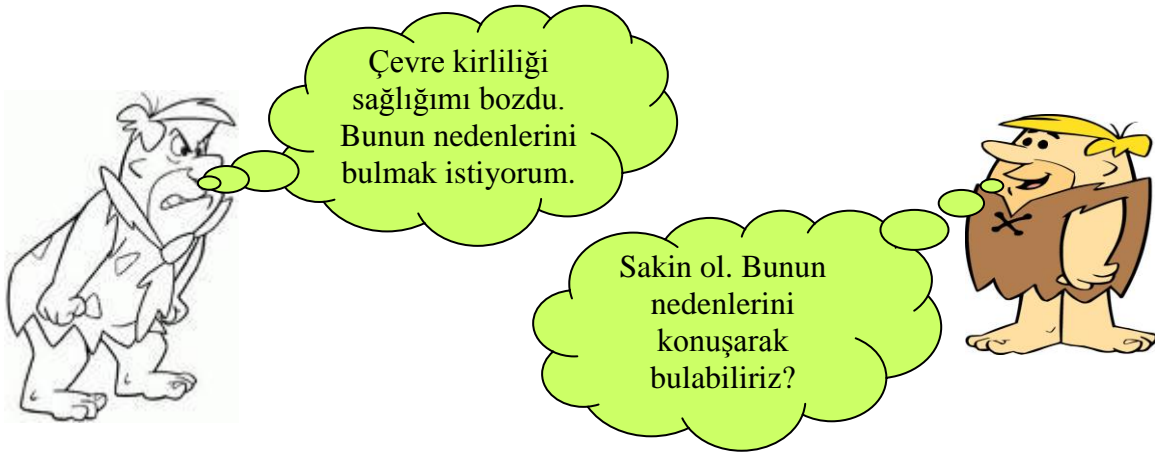 Çevre kirliliği
sağlığımı bozdu.
Bunun nedenlerini
bulmak istiyorum.
Sakin ol. Bunun
nedenlerini
konuşarak
bulabiliriz?